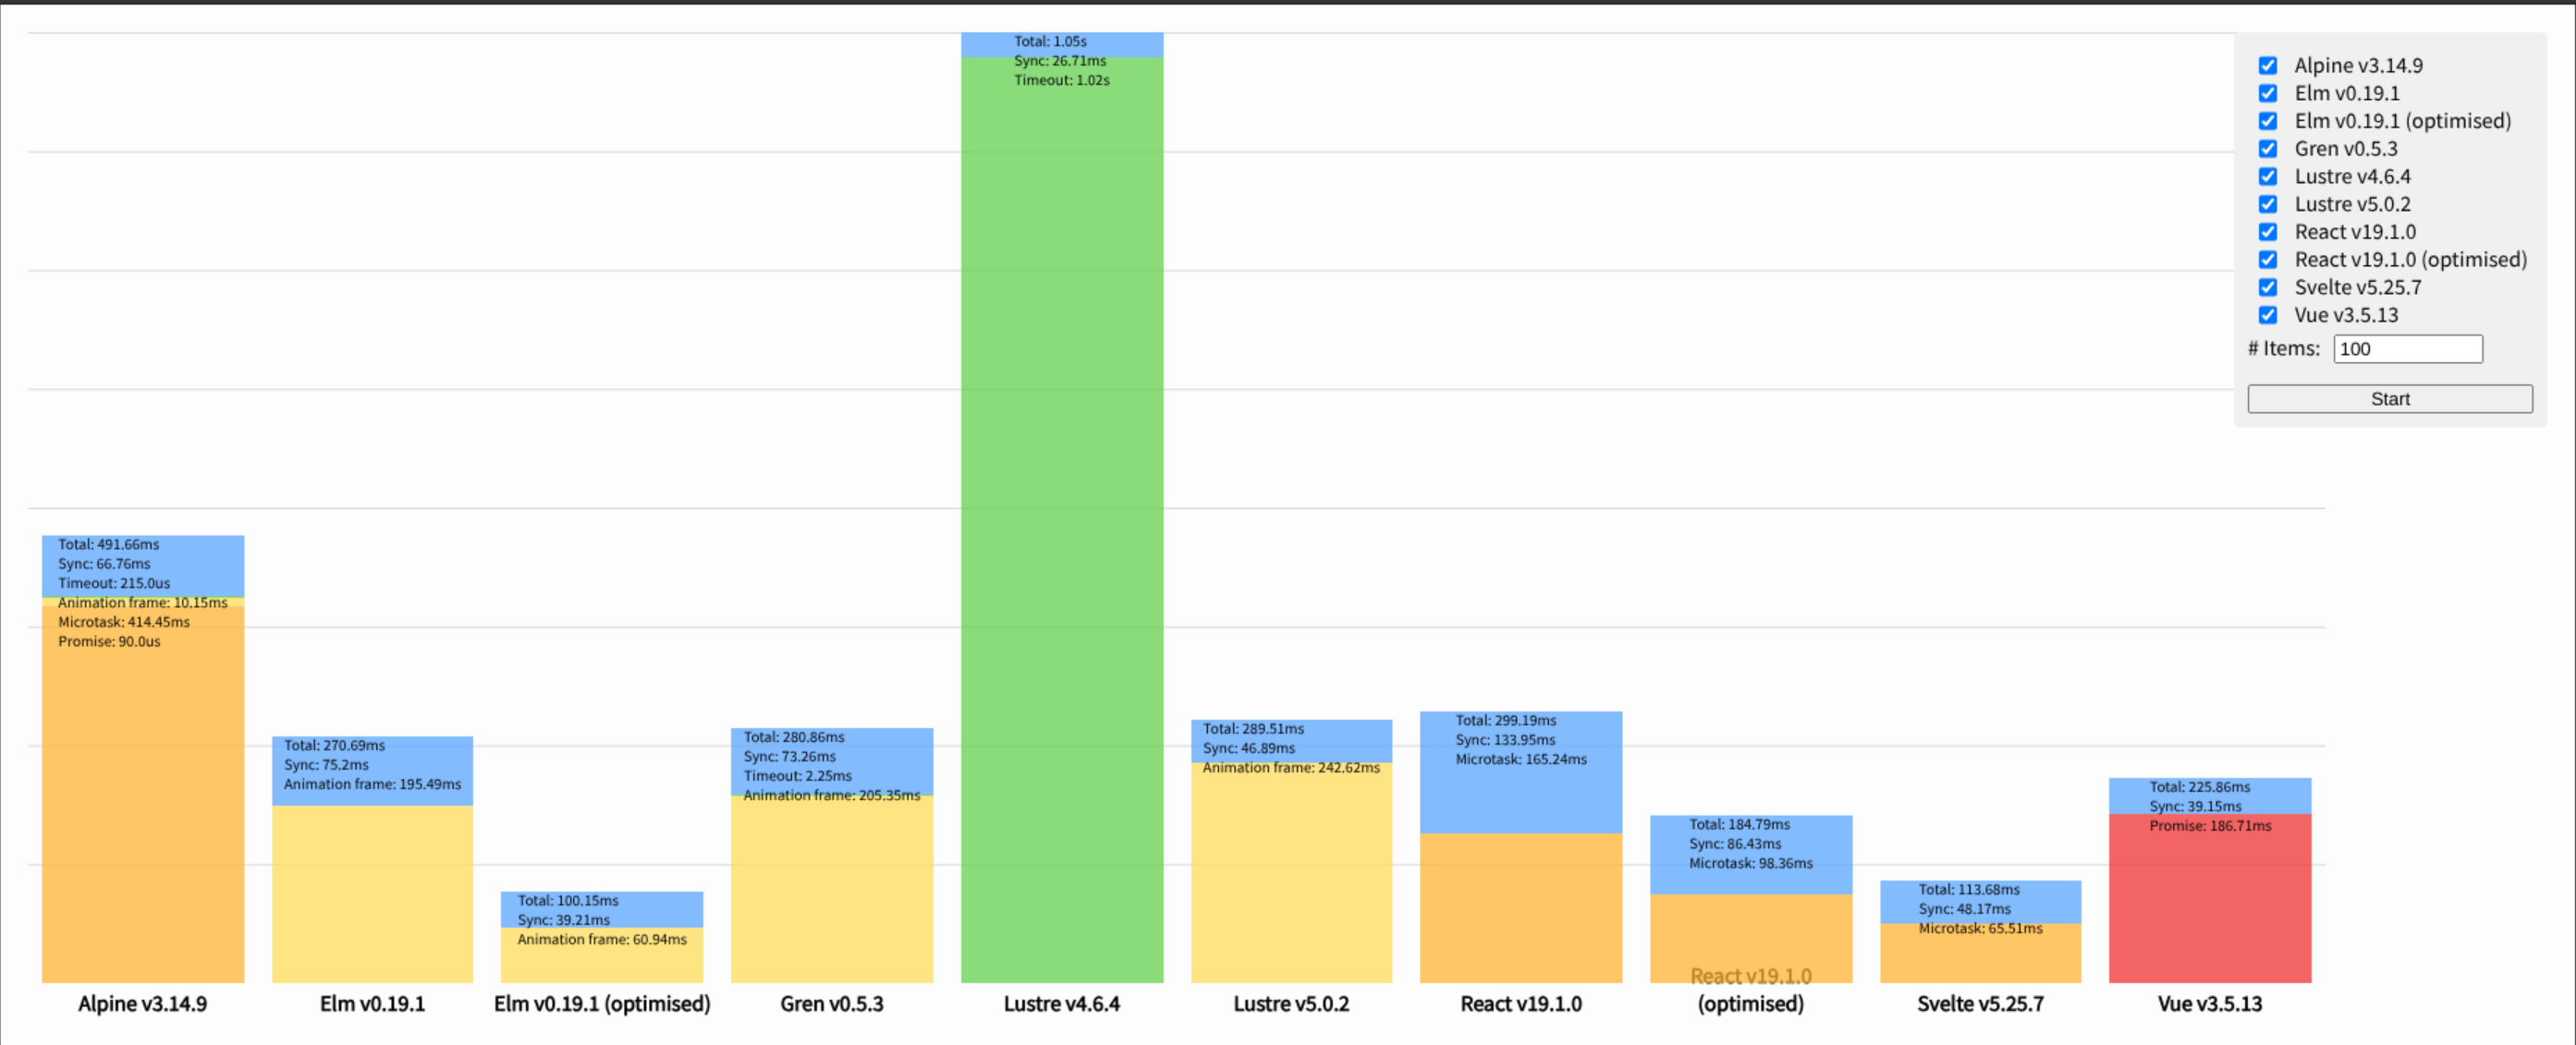 Total: 491.66ms
Sync: 66.76ms
Timeout: 215.0us
Animation frame: 10.15ms
Microtask: 414.45ms
Promise: 90.0us
Total: 270.69ms
Sync: 75.2ms
Animation frame: 195.49ms
Total: 100.15ms
Sync: 39.21ms
Animation frame: 60.94ms
Total: 280.86ms
Sync: 73.26ms
Timeout: 2.25ms
Animation frame: 205.35ms
Total: 1.05s
Sync: 26.71ms
Timeout: 1.02s
Total: 289.51ms
Sync: 46.89ms
Animation frame: 242.62ms
Total: 299.19ms
Sync: 133.95ms
Microtask: 165.24ms
Total: 184.79ms
Sync: 86.43ms
Microtask: 98.36ms
Total: 113.68ms
Sync: 48.17ms
Microtask: 65.51ms
Total: 225.86ms
Sync: 39.15ms
Promise: 186.71ms
Alpine v3.14.9
Elm v0.19.1
Elm v0.19.1 (optimised)
Gren v0.5.3
Lustre v4.6.4
Lustre v5.0.2
React v19.1.0
React v19.1.0
(optimised)
Svelte v5.25.7
Vue v3.5.13
Alpine v3.14.9
Elm v0.19.1
Elm v0.19.1 (optimised)
Gren v0.5.3
Lustre v4.6.4
Lustre v5.0.2
React v19.1.0
React v19.1.0 (optimised)
Svelte v5.25.7
Vue v3.5.13
# Items: 100
Start